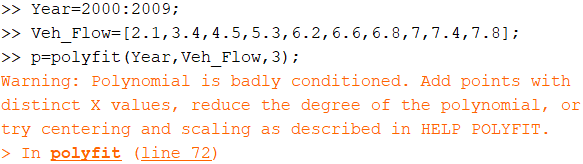 >> Year=2000:2009;
>> Veh_Flow=[2.1,3.4,4.5,5.3,6.2,6.6,6.8,7,7.4,7.8];
>> p=polyfit(Year,Veh_Flow,3);
Warning: Polynomial is badly conditioned. Add points with
distinct X values, reduce the degree of the polynomial, or
try centering and scaling as described in HELP POLYFIT.
> In polyfit (line 72)